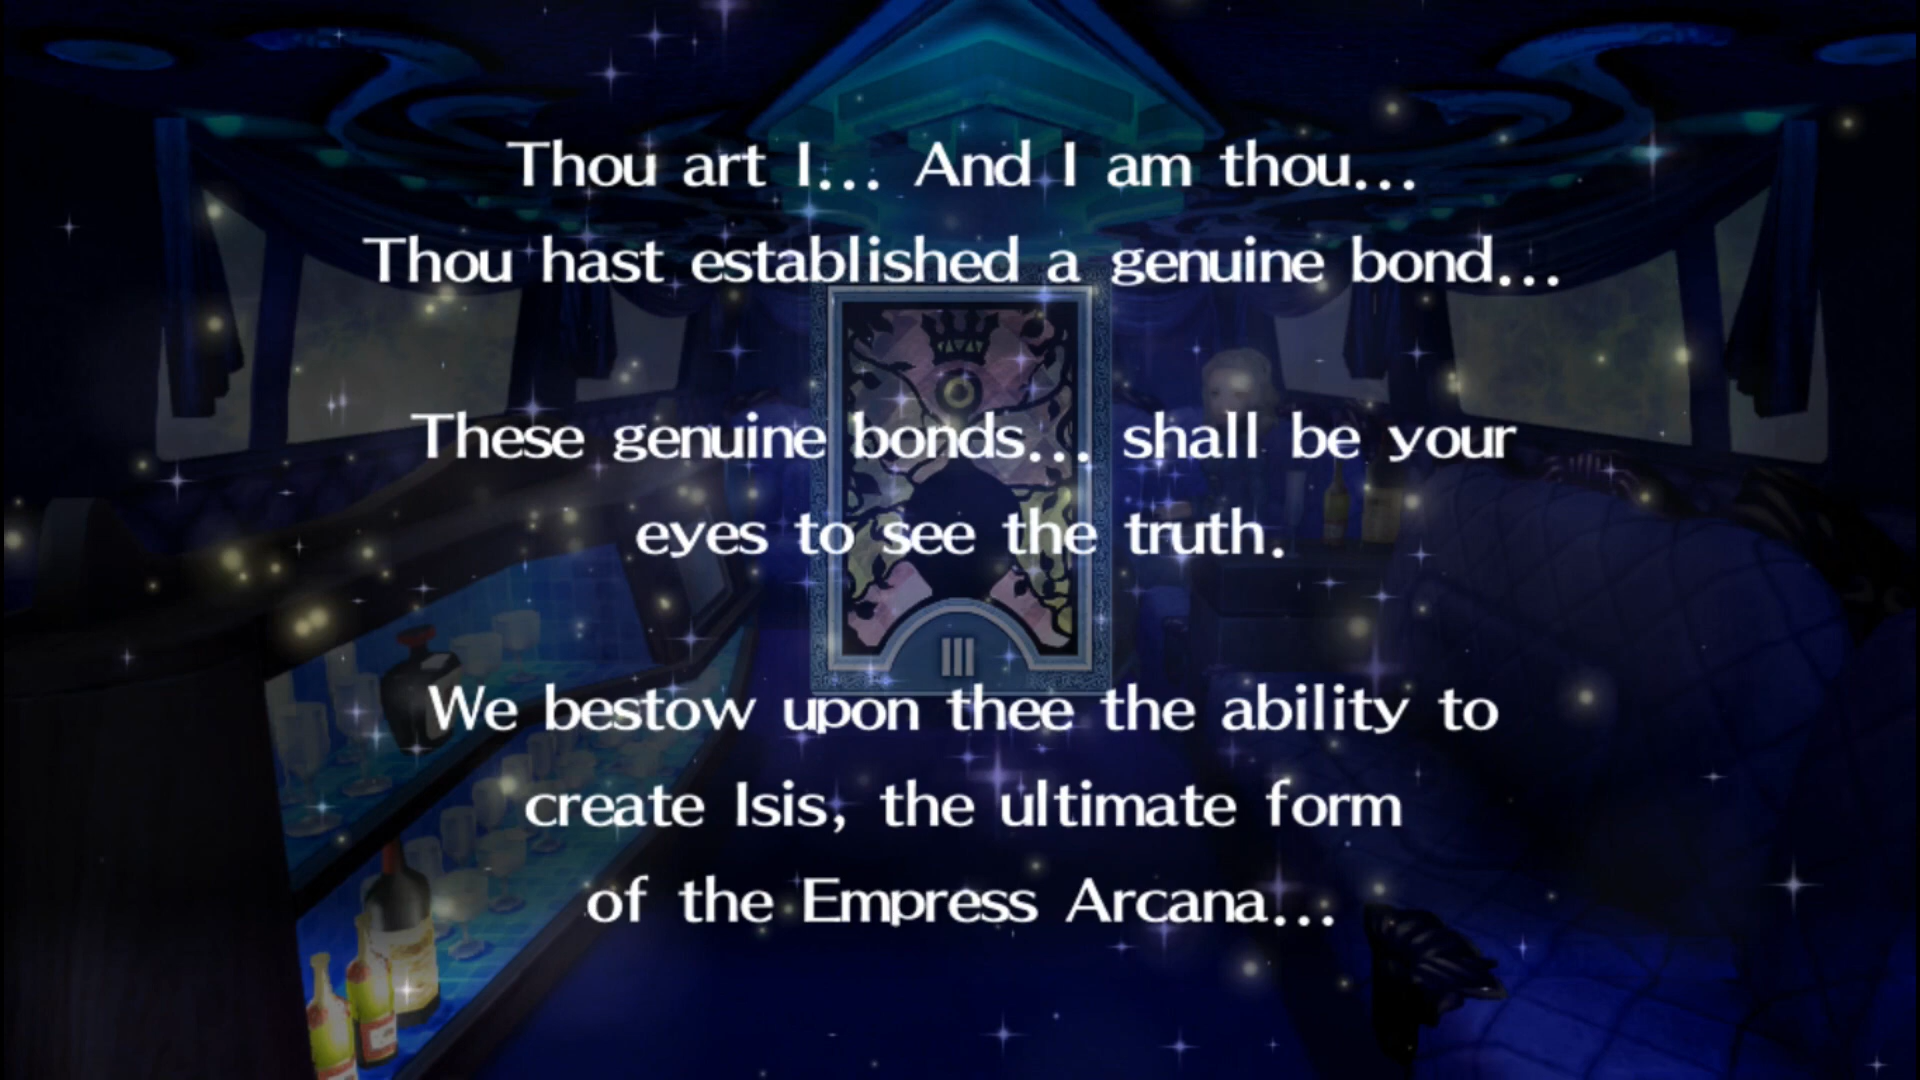 Thou art I... And I am thou...
Thou hast established a genuine bond...
These genuine bonds... shall be your
eyes to see the truth.
III
We bestow upon thee the ability to
create Isis, the ultimate form
of the Empress Arcana...